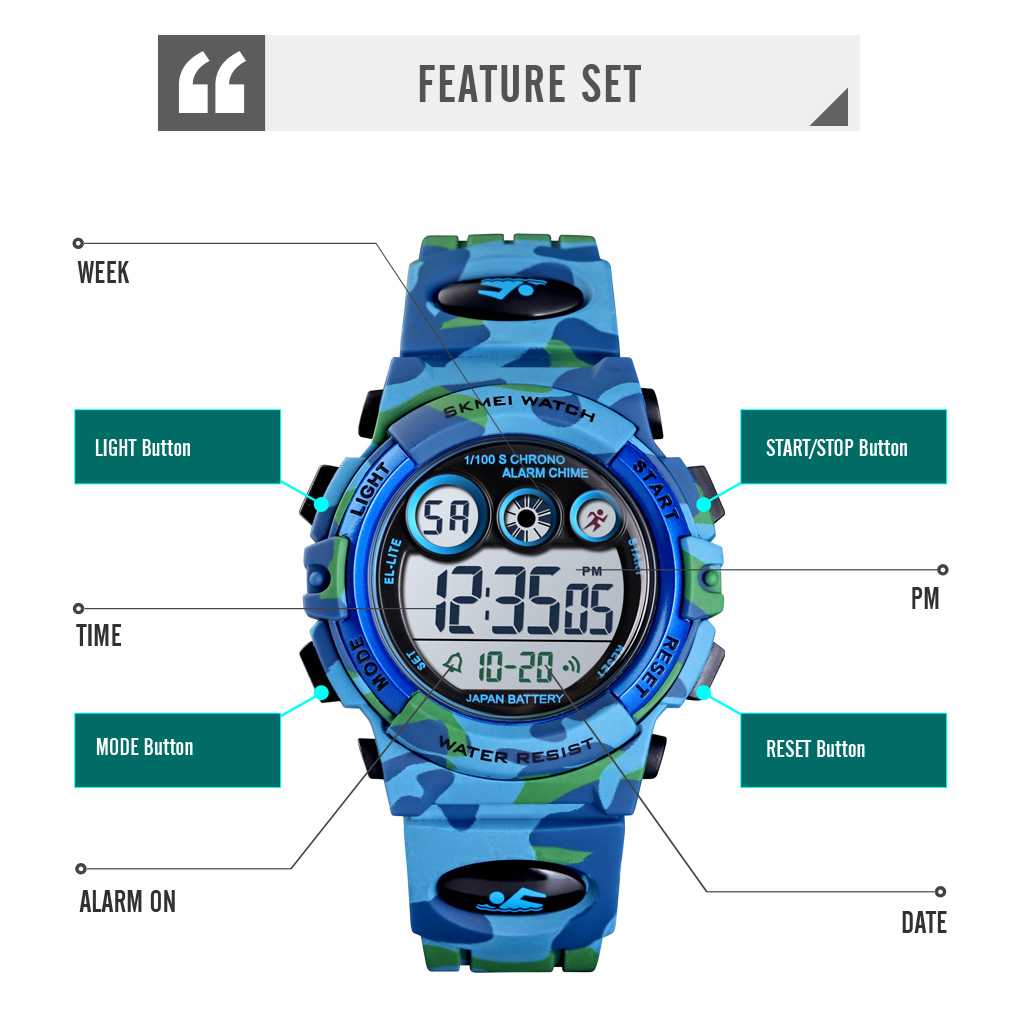 “
FEATURE SET
WEEK
LIGHT Button
START/STOP Button
TIME
PM
MODE Button
RESET Button
ALARM ON
DATE
SKMEI WATCH
1/100 S CHRONO
ALARM CHIME
LIGHT
START
SA
EL-LITE
START
PM
12:35 05
SET
RESET
10-20
MODE
RESET
JAPAN BATTERY
WATER RESIST